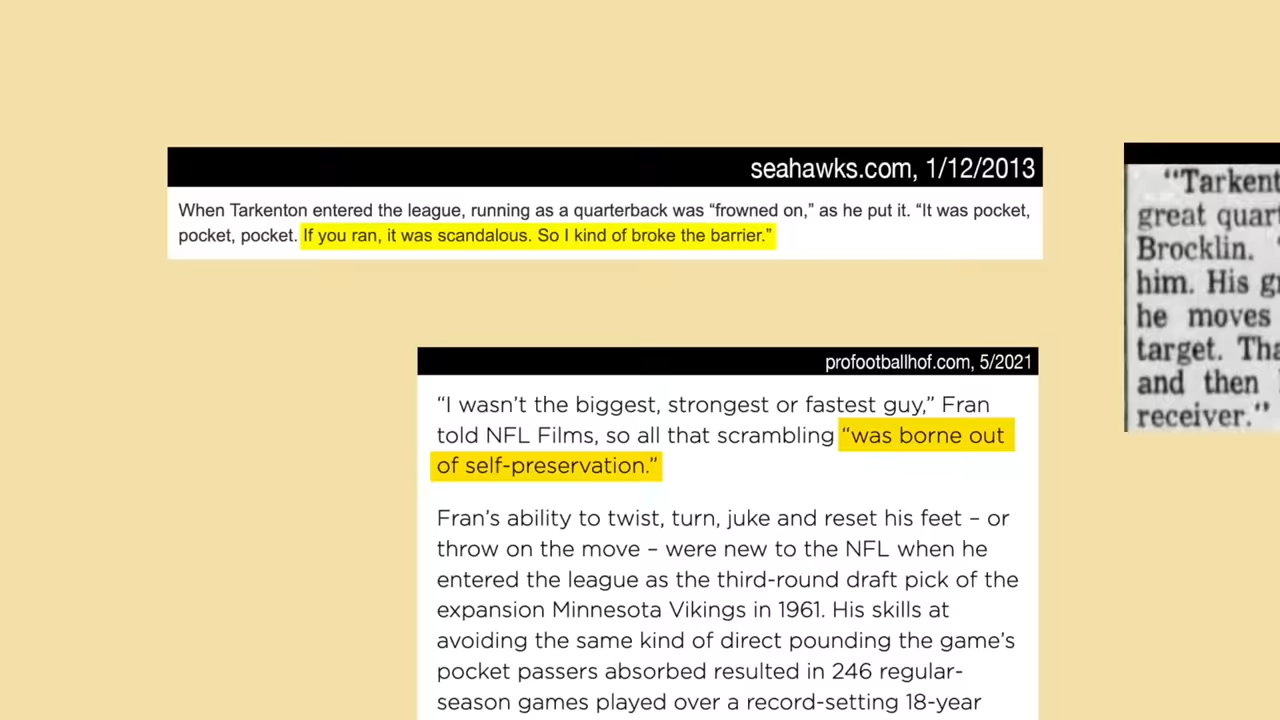 seahawks.com, 1/12/2013
When Tarkenton entered the league, running as a quarterback was “frowned on,” as he put it. “It was pocket,
pocket, pocket. If you ran, it was scandalous. So I kind of broke the barrier.”
profootballhof.com, 5/2021
“I wasn’t the biggest, strongest or fastest guy,” Fran
told NFL Films, so all that scrambling “was borne out
of self-preservation.”
Fran’s ability to twist, turn, juke and reset his feet – or
throw on the move – were new to the NFL when he
entered the league as the third-round draft pick of the
expansion Minnesota Vikings in 1961. His skills at
avoiding the same kind of direct pounding the game’s
pocket passers absorbed resulted in 246 regular-
season games played over a record-setting 18-year
“Tarkent
great quar
Brocklin.
him. His
he moves
target.
and then
receiver.”